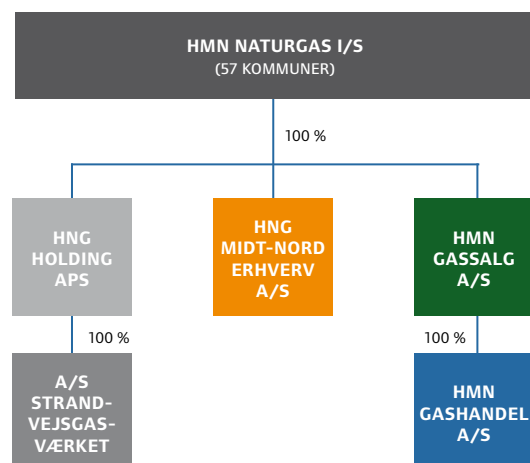 HMN NATURGAS I/S
(57 KOMMUNER)
100 %
HNG
HOLDING
APS
HNG
MIDT-NORD
ERHVERV
A/S
HMN
GASSALG
A/S
100 %
100 %
A/S
STRAND-
VEJSGAS-
VÆRKET
HMN
GASHANDEL
A/S